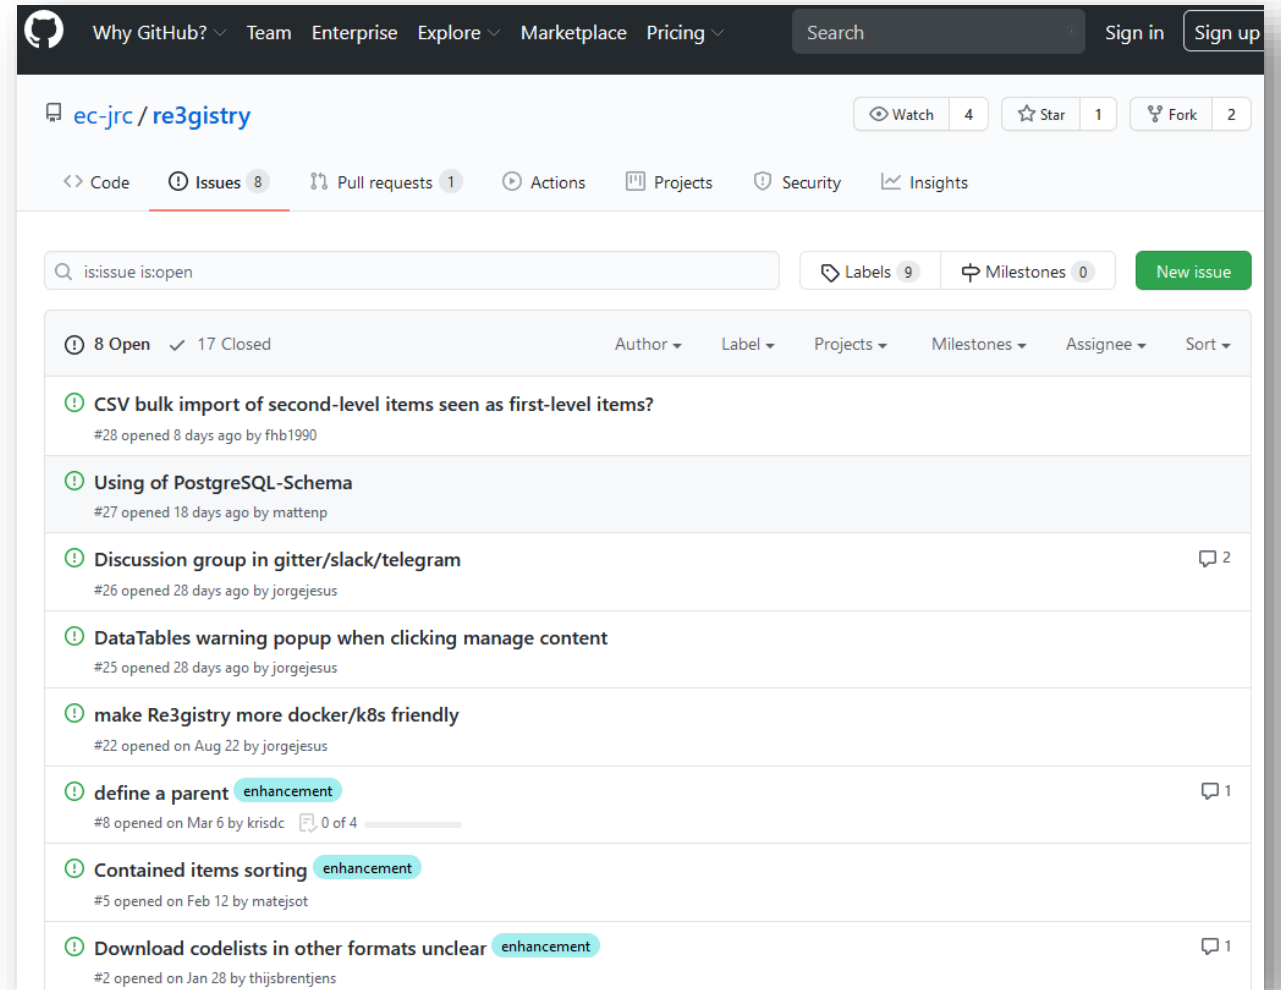 Why GitHub? Team Enterprise Explore Marketplace Pricing Search Sign in Sign up
ec-jrc / re3gistry Watch 4 Star 1 Fork 2
Code Issues 8 Pull requests 1 Actions Projects Security Insights
is:issue is:open Labels 9 Milestones 0 New issue
8 Open 17 Closed Author Label Projects Milestones Assignee Sort
CSV bulk import of second-level items seen as first-level items?
#28 opened 8 days ago by fhb1990
Using of PostgreSQL-Schema
#27 opened 18 days ago by mattenp
Discussion group in gitter/slack/telegram 2
#26 opened 28 days ago by jorgejesus
DataTables warning popup when clicking manage content
#25 opened 28 days ago by jorgejesus
make Re3gistry more docker/k8s friendly
#22 opened on Aug 22 by jorgejesus
define a parent enhancement 1
#8 opened on Mar 6 by krisdc 0 of 4
Contained items sorting enhancement
#5 opened on Feb 12 by matejsot
Download codelists in other formats unclear enhancement 1
#2 opened on Jan 28 by thijsbrentjens